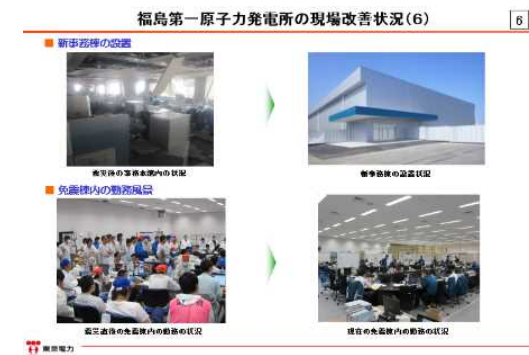 福島第一原子力発電所の現場改善状況(6)
6
■ 新事務棟の設置
震災後の事務本館内の状況
新事務棟の設置状況
■ 免震棟内の勤務風景
震災直後の免震棟内の勤務の状況
現在の免震棟内の勤務の状況
東京電力